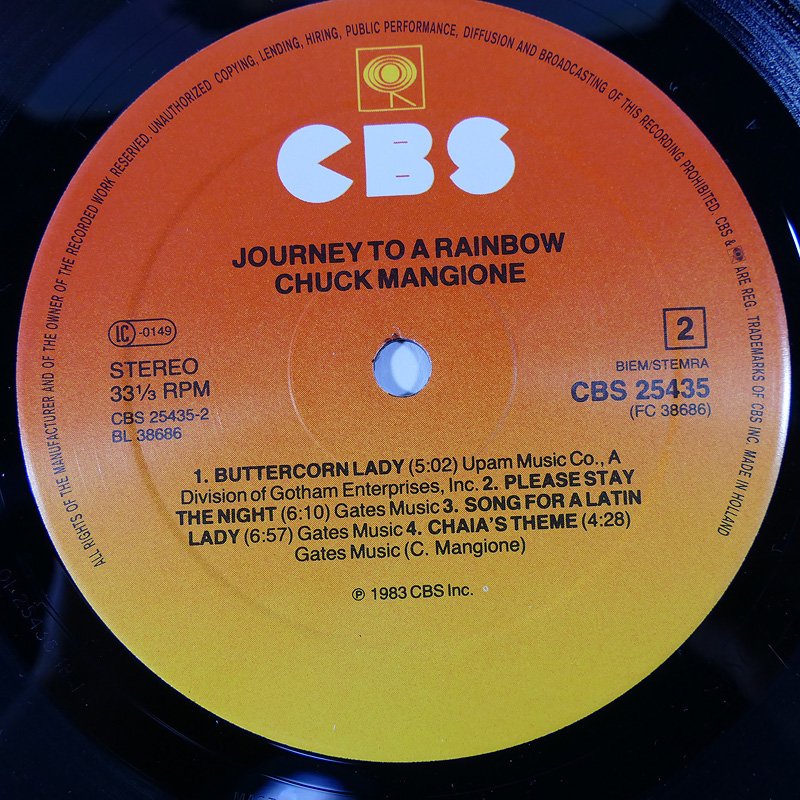 ALL RIGHTS OF THE MANUFACTURER AND OF THE OWNER OF THE RECORDED WORK RESERVED. UNAUTHORIZED COPYING, LENDING, HIRING, PUBLIC PERFORMANCE, DIFFUSION AND BROADCASTING OF THIS RECORDING PROHIBITED. CBS & ARE REG. TRADEMARKS OF CBS INC. MADE IN HOLLAND
CBS
JOURNEY TO A RAINBOW
CHUCK MANGIONE
LC -0149
STEREO
33⅓ RPM
CBS 25435-2
BL 38686
2
BIEM/STEMRA
CBS 25435
(FC 38686)
1. BUTTERCORN LADY (5:02) Upam Music Co., A
Division of Gotham Enterprises, Inc. 2. PLEASE STAY
THE NIGHT (6:10) Gates Music 3. SONG FOR A LATIN
LADY (6:57) Gates Music 4. CHAIA'S THEME (4:28)
Gates Music (C. Mangione)
℗ 1983 CBS Inc.